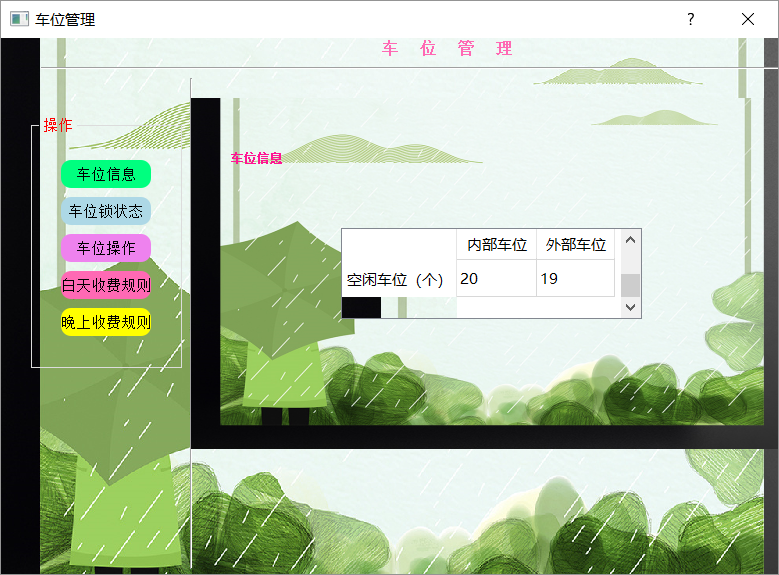 车位管理
车 位 管 理
操作
车位信息
车位锁状态
车位操作
白天收费规则
晚上收费规则
车位信息
内部车位 外部车位
空闲车位（个） 20 19